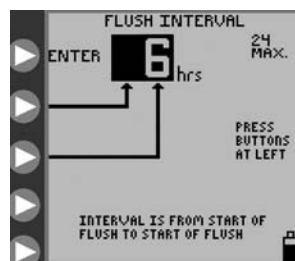 FLUSH INTERVAL
ENTER 6 hrs
24
MAX.
PRESS
BUTTONS
AT LEFT
INTERVAL IS FROM START OF
FLUSH TO START OF FLUSH